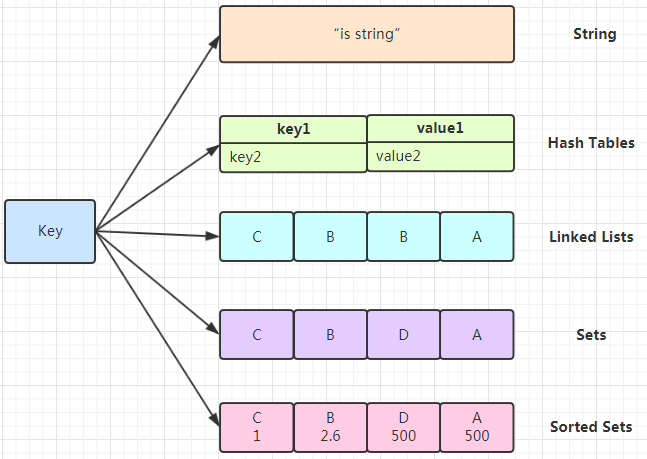 "is string"
String
key1 value1
key2 value2
Hash Tables
Key
C B B A
Linked Lists
C B D A
Sets
C B D A
1 2.6 500 500
Sorted Sets